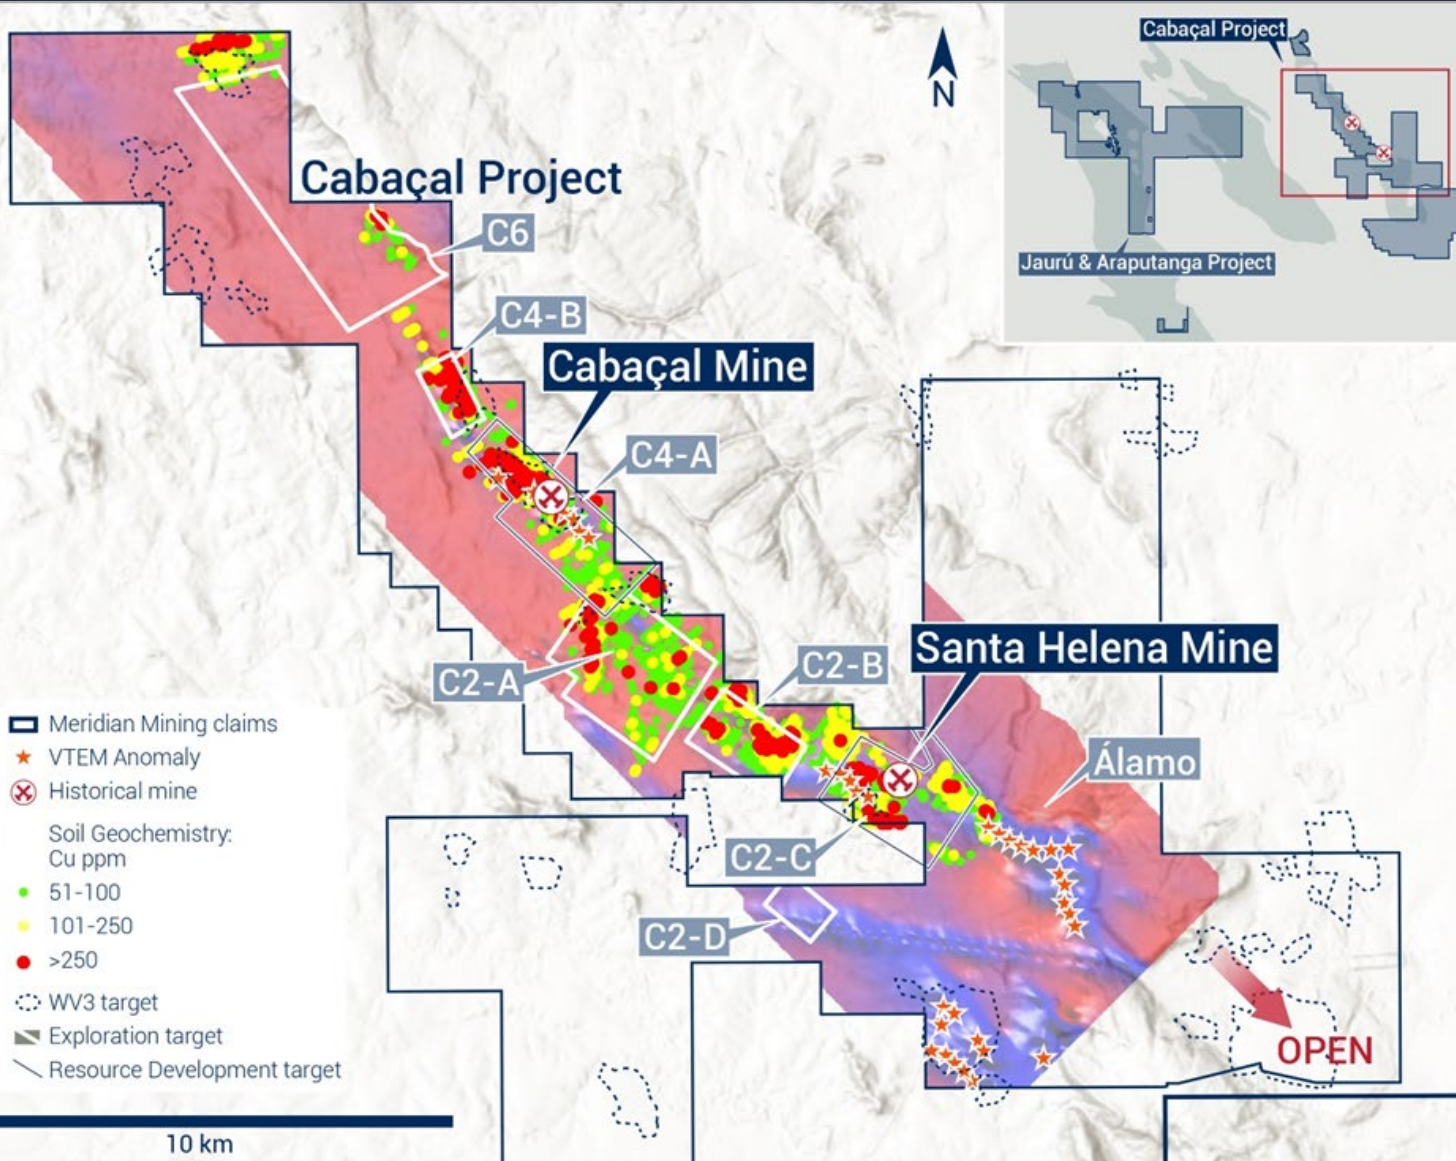 Cabaçal Project
N
Jaurú & Araputanga Project
Cabaçal Project
C6
C4-B
Cabaçal Mine
C4-A
Santa Helena Mine
C2-B
C2-A
Álamo
C2-C
C2-D
OPEN
Meridian Mining claims
VTEM Anomaly
Historical mine
Soil Geochemistry:
Cu ppm
51-100
101-250
>250
WV3 target
Exploration target
Resource Development target
10 km